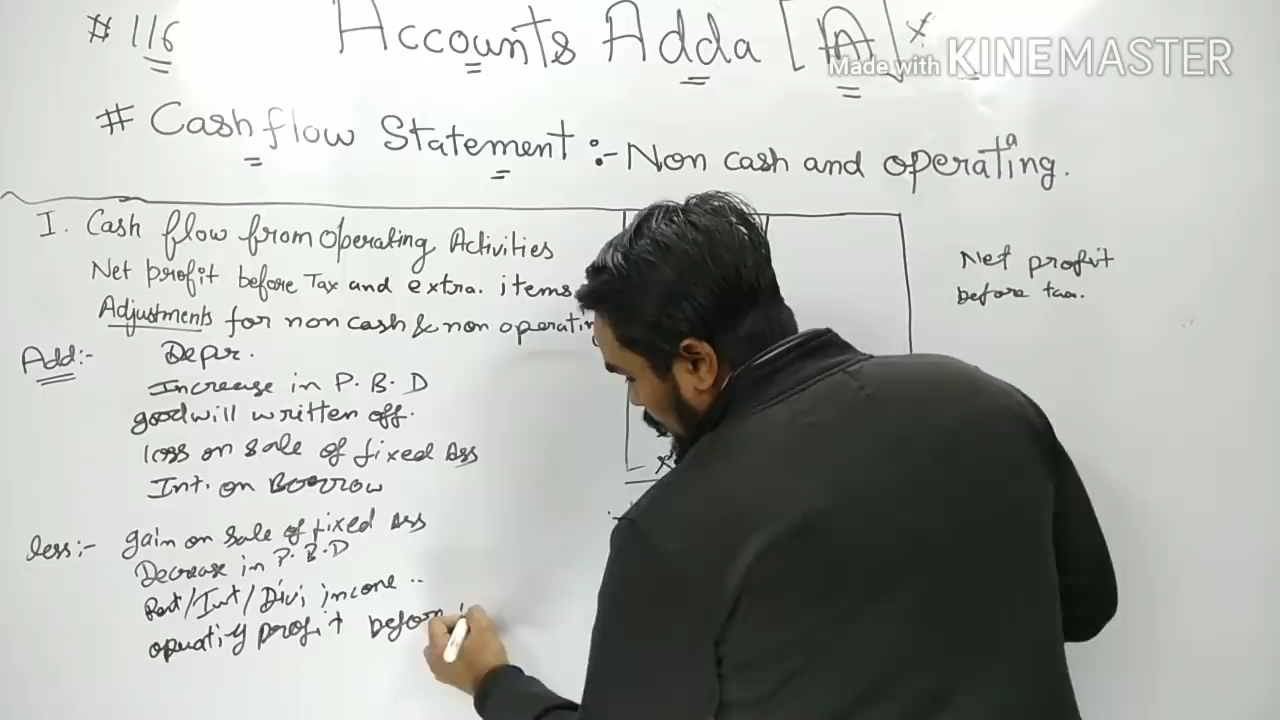 # 116
Accounts Adda [A]
Made with KINEMASTER
# Cash flow Statement :- Non cash and operating.
I. Cash flow from operating Activities
Net profit before Tax and extra. items
Adjustments for non cash & non operatin
Add:- Depr.
Increase in P. B. D
goodwill written off.
loss on sale of fixed Ass
Int. on Borrow
less:- gain on sale of fixed Ass
Decrease in P. B. D
Rent/Int/Divi income ..
operating profit before
Net profit
before tax.